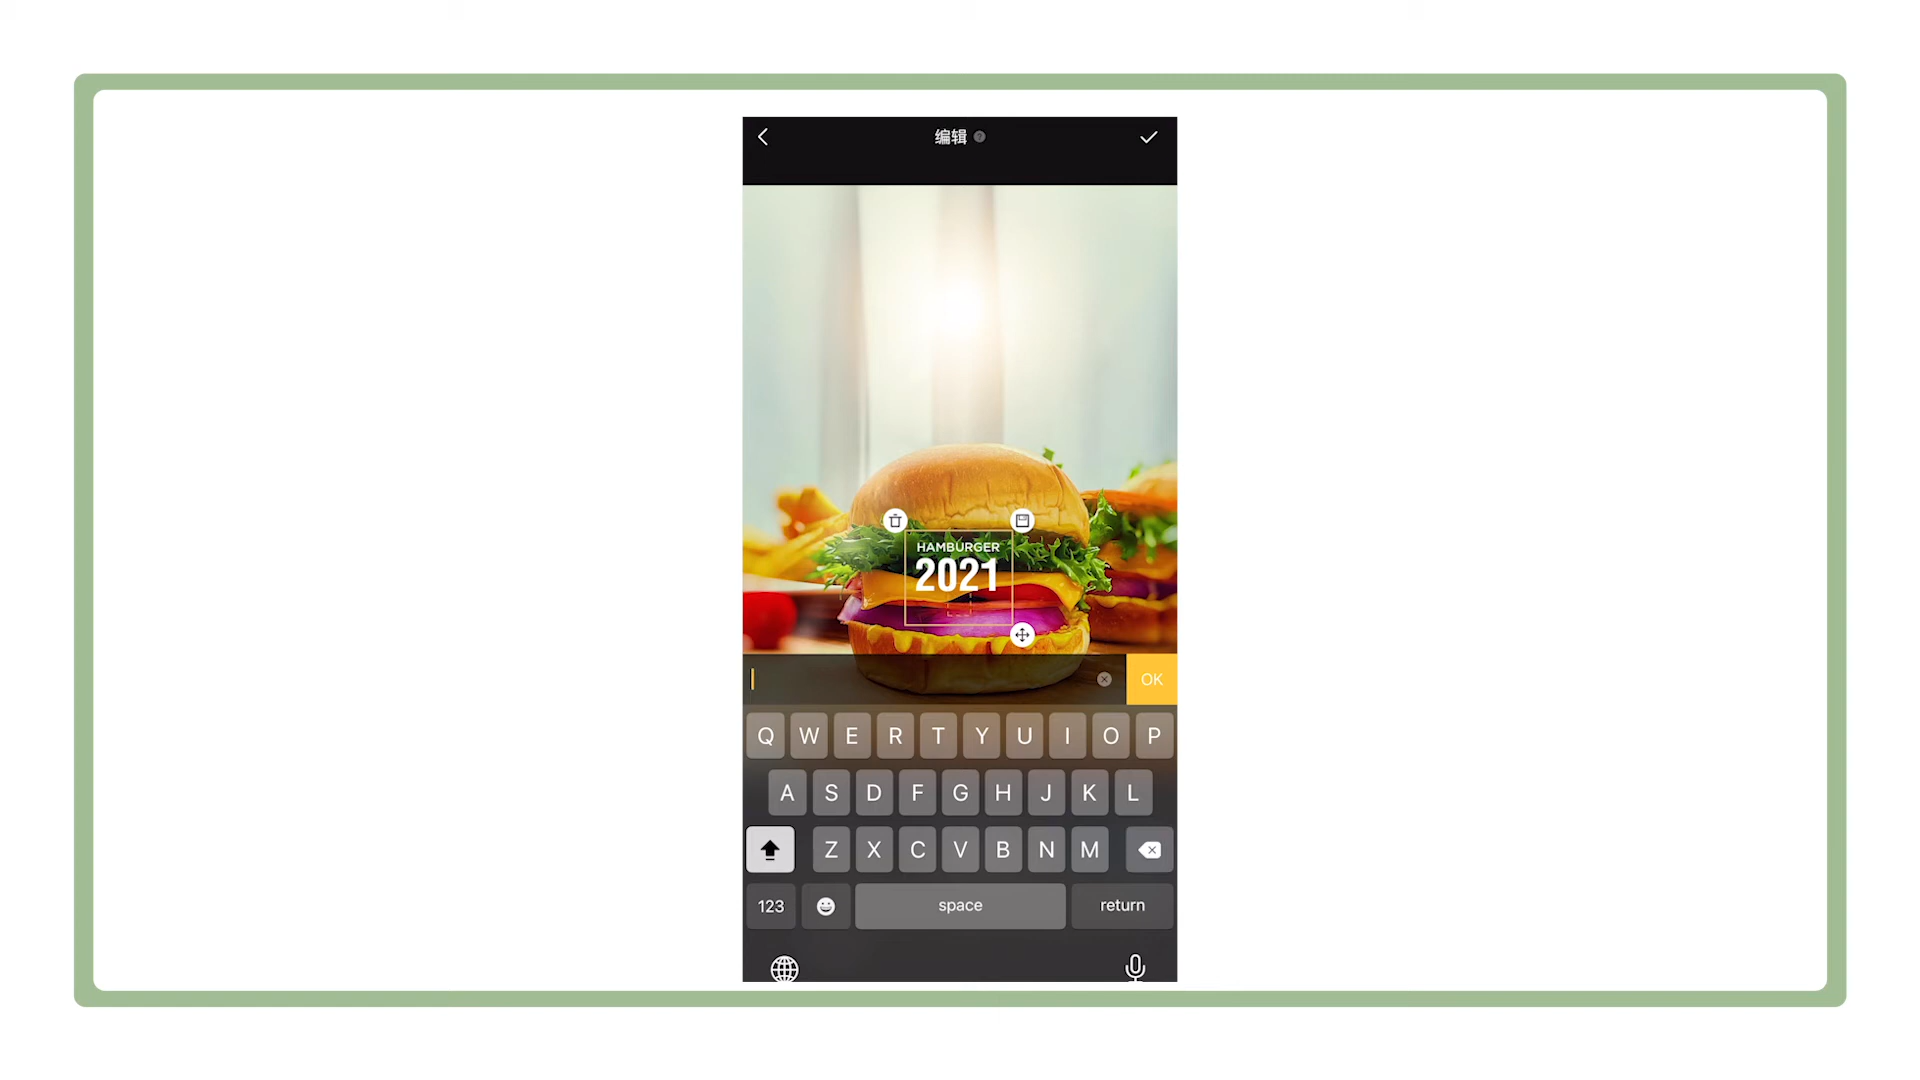 编辑 ?
HAMBURGER
2021
OK
Q W E R T Y U I O P
A S D F G H J K L
Z X C V B N M
123 space return